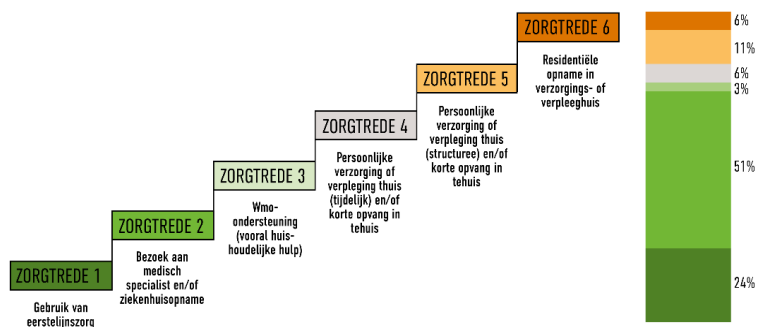 ZORGTREDE 6
Residentiële
opname in
verzorgings- of
verpleeghuis
ZORGTREDE 5
Persoonlijke
verzorging of
verpleging thuis
(structuree) en/of
korte opvang in
tehuis
ZORGTREDE 4
Persoonlijke
verzorging of
verpleging thuis
(tijdelijk) en/of
korte opvang in
tehuis
ZORGTREDE 3
Wmo-
ondersteuning
(vooral huis-
houdelijke hulp)
ZORGTREDE 2
Bezoek aan
medisch
specialist en/of
ziekenhuisopname
ZORGTREDE 1
Gebruik van
eerstelijnszorg
6%
11%
6%
3%
51%
24%